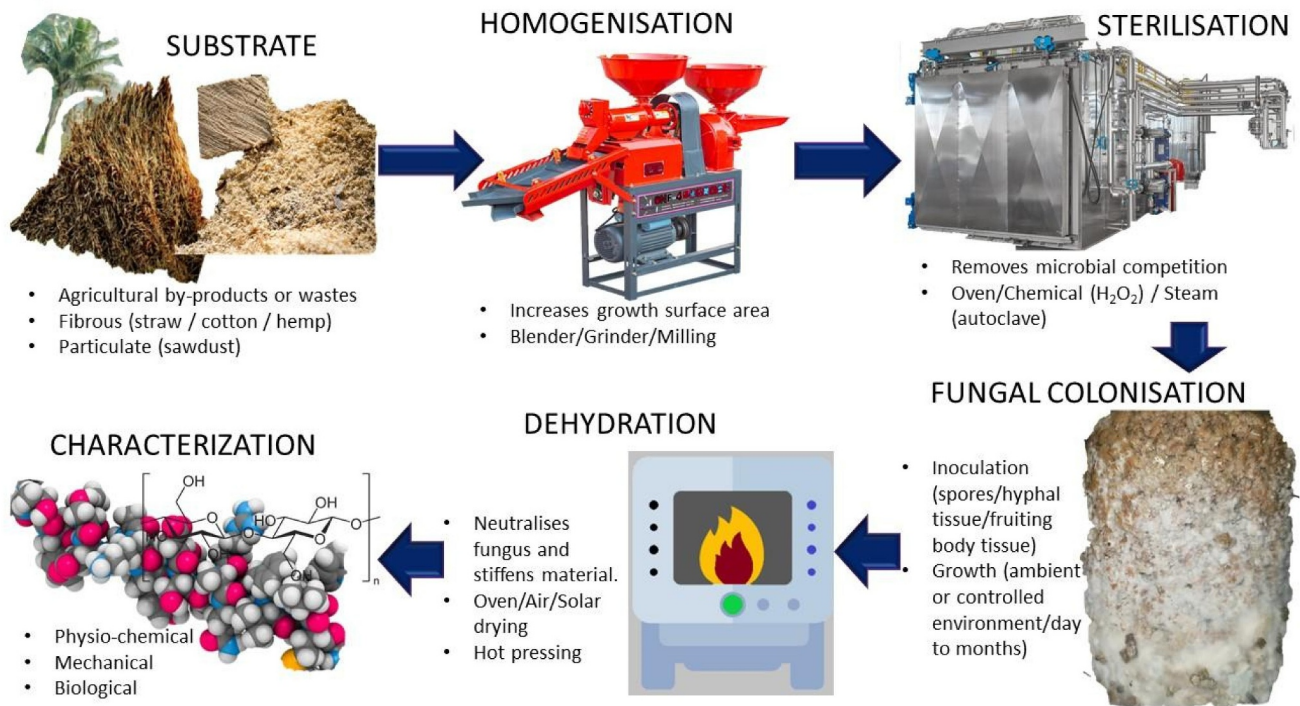 SUBSTRATE
• Agricultural by-products or wastes
• Fibrous (straw / cotton / hemp)
• Particulate (sawdust)
HOMOGENISATION
• Increases growth surface area
• Blender/Grinder/Milling
STERILISATION
• Removes microbial competition
• Oven/Chemical (H₂O₂) / Steam
(autoclave)
FUNGAL COLONISATION
• Inoculation
(spores/hyphal
tissue/fruiting
body tissue)
• Growth (ambient
or controlled
environment/day
to months)
DEHYDRATION
• Neutralises
fungus and
stiffens material.
• Oven/Air/Solar
drying
• Hot pressing
CHARACTERIZATION
OH
OH
HO
O
O
n
• Physio-chemical
• Mechanical
• Biological